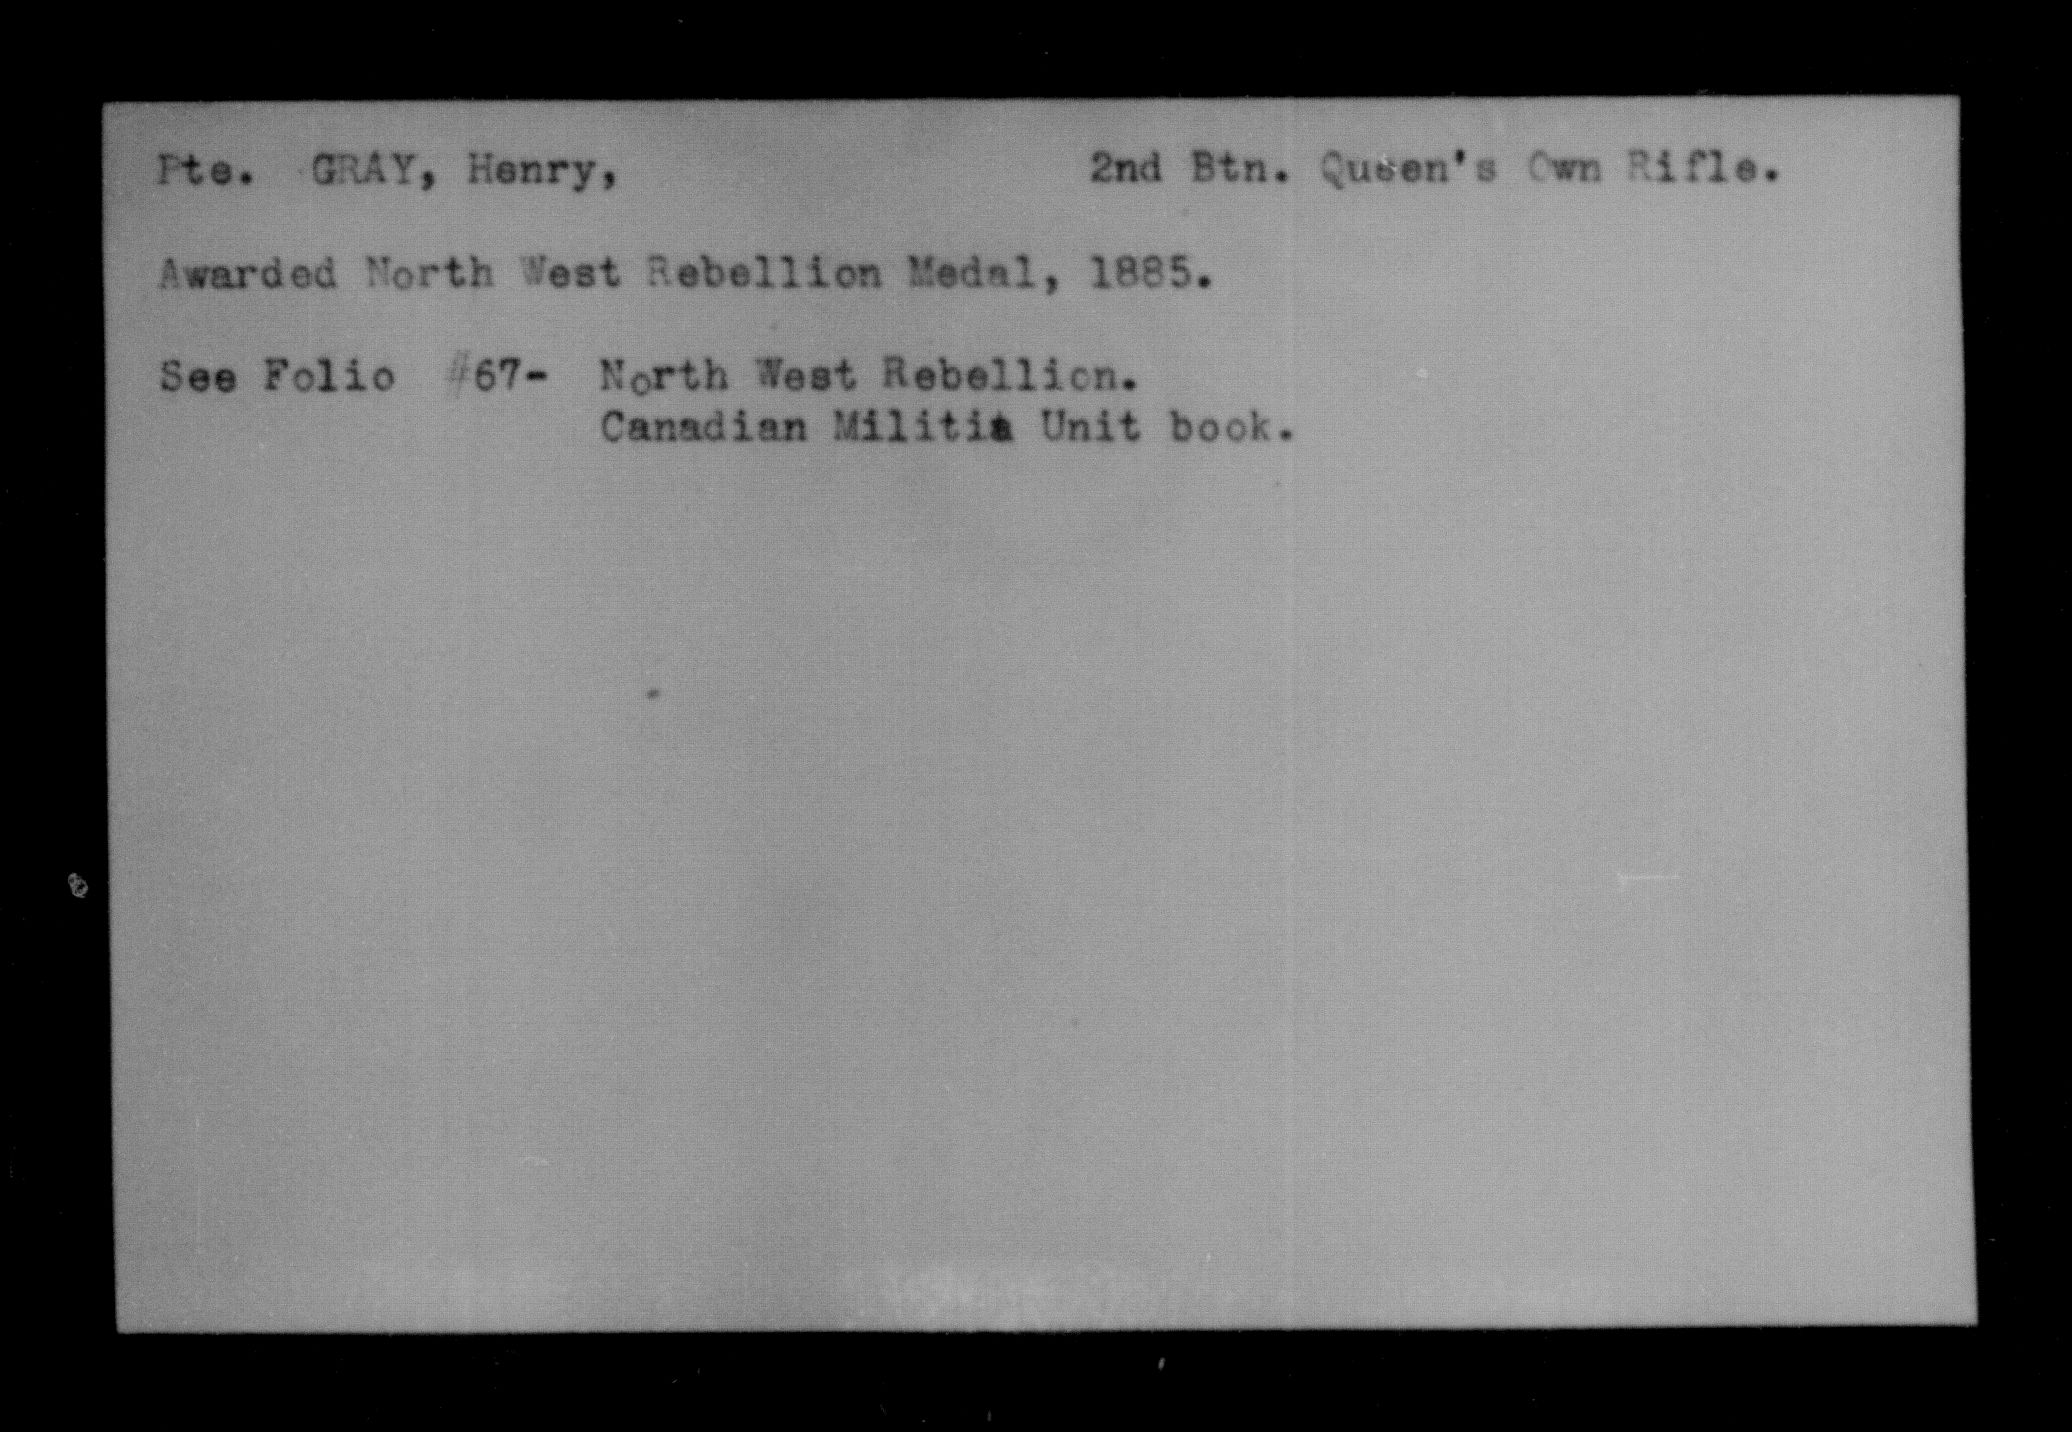 Pte. GRAY, Henry, 2nd Btn. Queen's Own Rifle.
Awarded North West Rebellion Medal, 1885.
See Folio #67- North West Rebellion.
Canadian Militia Unit book.